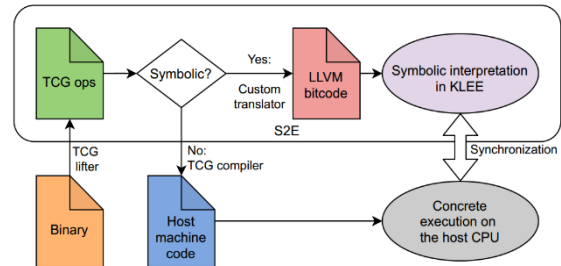 TCG ops
Symbolic?
Yes:
Custom
translator
LLVM
bitcode
Symbolic interpretation
in KLEE
S2E
TCG
lifter
No:
TCG compiler
Synchronization
Binary
Host
machine
code
Concrete
execution on
the host CPU